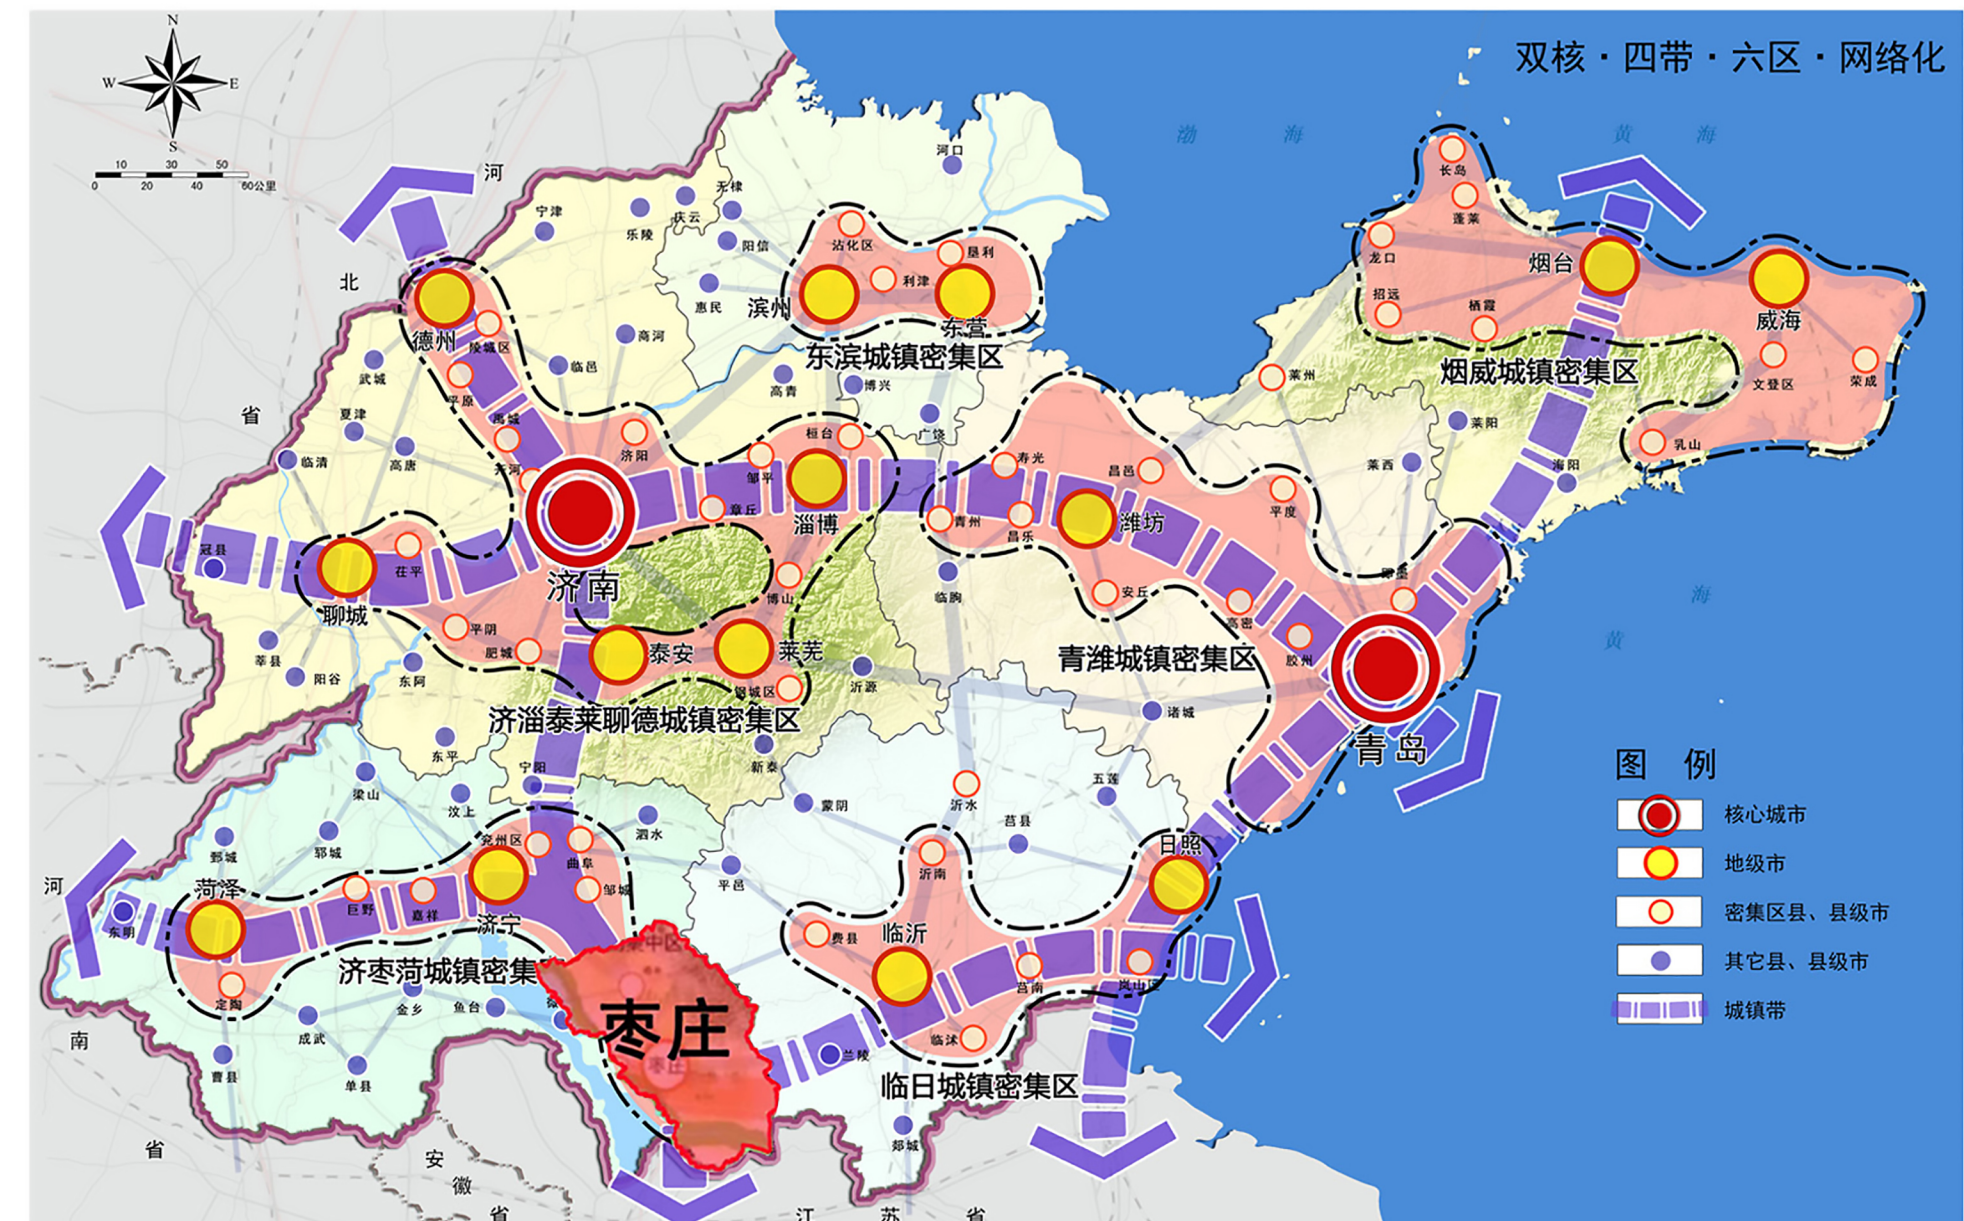 双核·四带·六区·网络化
N
W
E
S
10 30 50
0 20 40 60公里
渤 海
黄 海
河
北
省
宁津
乐陵
庆云
无棣
阳信
惠民
商河
临邑
河口
沾化区
垦利
利津
滨州
东营
东滨城镇密集区
德州
陵城区
平原
禹城
武城
夏津
高唐
临清
济阳
高青
博兴
广饶
桓台
邹平
章丘
淄博
济南
冠县
聊城
茌平
莘县
阳谷
东阿
平阴
肥城
泰安
莱芜
博山
钢城区
沂源
济淄泰莱聊德城镇密集区
东平
宁阳
新泰
长岛
蓬莱
龙口
招远
栖霞
烟台
威海
烟威城镇密集区
文登区
荣成
乳山
莱州
莱阳
莱西
海阳
寿光
昌邑
平度
青州
昌乐
潍坊
临朐
安丘
高密
胶州
即墨
青潍城镇密集区
诸城
青岛
海
黄
梁山
汶上
泗水
鄄城
郓城
兖州区
曲阜
邹城
菏泽
巨野
嘉祥
济宁
东明
定陶
济枣菏城镇密集
金乡
鱼台
成武
曹县
单县
枣庄
枣庄
蒙阴
沂水
莒县
五莲
日照
平邑
沂南
费县
临沂
莒南
岚山区
兰陵
临沭
临日城镇密集区
郯城
河
南
省
安
徽
省
江 苏 省
图 例
核心城市
地级市
密集区县、县级市
其它县、县级市
城镇带